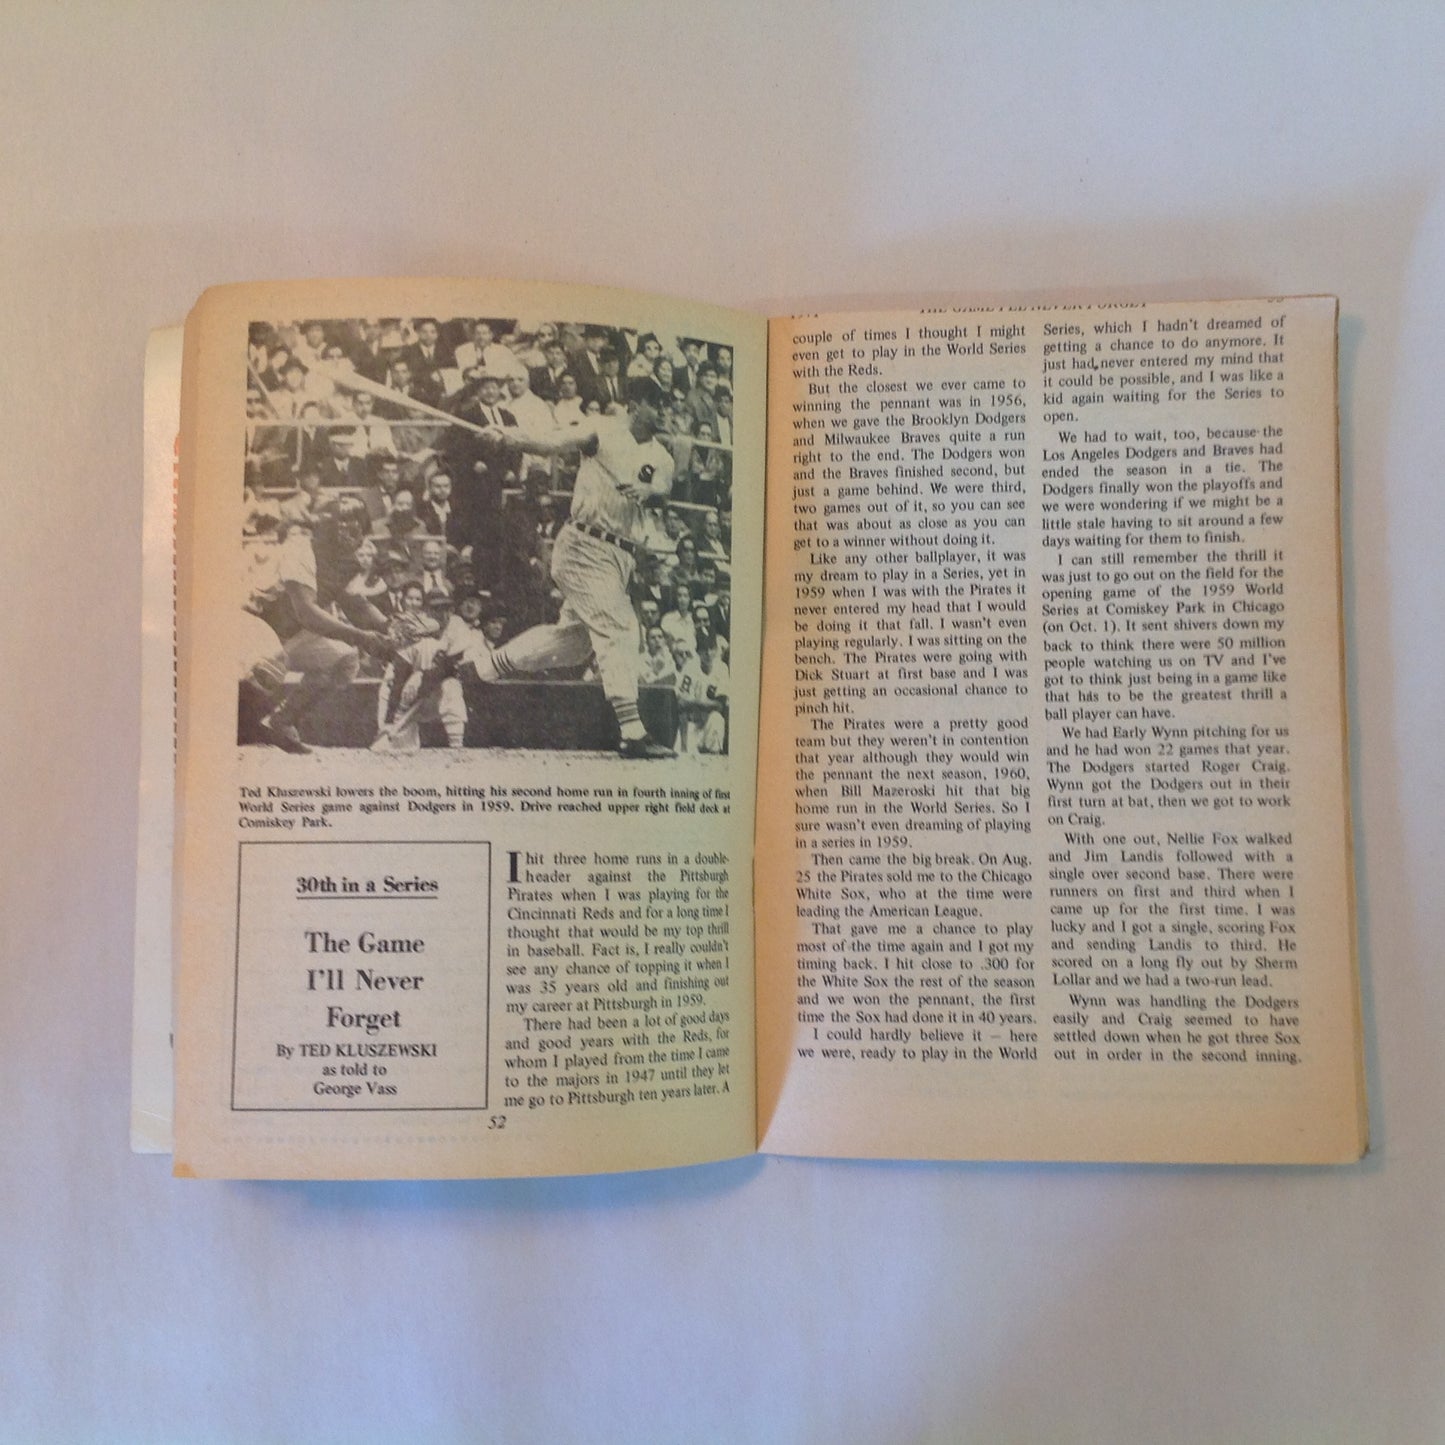 Ted Kluszewski lowers the boom, hitting his second home run in fourth inning of first
World Series game against Dodgers in 1959. Drive reached upper right field deck at
Comiskey Park.
30th in a Series
The Game
I'll Never
Forget
By TED KLUSZEWSKI
as told to
George Vass
I hit three home runs in a double-
header against the Pittsburgh
Pirates when I was playing for the
Cincinnati Reds and for a long time I
thought that would be my top thrill
in baseball. Fact is, I really couldn't
see any chance of topping it when I
was 35 years old and finishing out
my career at Pittsburgh in 1959.
There had been a lot of good days
and good years with the Reds, for
whom I played from the time I came
to the majors in 1947 until they let
me go to Pittsburgh ten years later. A
52
THE GAME I'LL NEVER FORGET
couple of times I thought I might
even get to play in the World Series
with the Reds.
But the closest we ever came to
winning the pennant was in 1956,
when we gave the Brooklyn Dodgers
and Milwaukee Braves quite a run
right to the end. The Dodgers won
and the Braves finished second, but
just a game behind. We were third,
two games out of it, so you can see
that was about as close as you can
get to a winner without doing it.
Like any other ballplayer, it was
my dream to play in a Series, yet in
1959 when I was with the Pirates it
never entered my head that I would
be doing it that fall. I wasn't even
playing regularly. I was sitting on the
bench. The Pirates were going with
Dick Stuart at first base and I was
just getting an occasional chance to
pinch hit.
The Pirates were a pretty good
team but they weren't in contention
that year although they would win
the pennant the next season, 1960,
when Bill Mazeroski hit that big
home run in the World Series. So I
sure wasn't even dreaming of playing
in a series in 1959.
Then came the big break. On Aug.
25 the Pirates sold me to the Chicago
White Sox, who at the time were
leading the American League.
That gave me a chance to play
most of the time again and I got my
timing back. I hit close to .300 for
the White Sox the rest of the season
and we won the pennant, the first
time the Sox had done it in 40 years.
I could hardly believe it — here
we were, ready to play in the World
Series, which I hadn't dreamed of
getting a chance to do anymore. It
just had never entered my mind that
it could be possible, and I was like a
kid again waiting for the Series to
open.
We had to wait, too, because the
Los Angeles Dodgers and Braves had
ended the season in a tie. The
Dodgers finally won the playoffs and
we were wondering if we might be a
little stale having to sit around a few
days waiting for them to finish.
I can still remember the thrill it
was just to go out on the field for the
opening game of the 1959 World
Series at Comiskey Park in Chicago
(on Oct. 1). It sent shivers down my
back to think there were 50 million
people watching us on TV and I've
got to think just being in a game like
that has to be the greatest thrill a
ball player can have.
We had Early Wynn pitching for us
and he had won 22 games that year.
The Dodgers started Roger Craig.
Wynn got the Dodgers out in their
first turn at bat, then we got to work
on Craig.
With one out, Nellie Fox walked
and Jim Landis followed with a
single over second base. There were
runners on first and third when I
came up for the first time. I was
lucky and I got a single, scoring Fox
and sending Landis to third. He
scored on a long fly out by Sherm
Lollar and we had a two-run lead.
Wynn was handling the Dodgers
easily and Craig seemed to have
settled down when he got three Sox
out in order in the second inning.